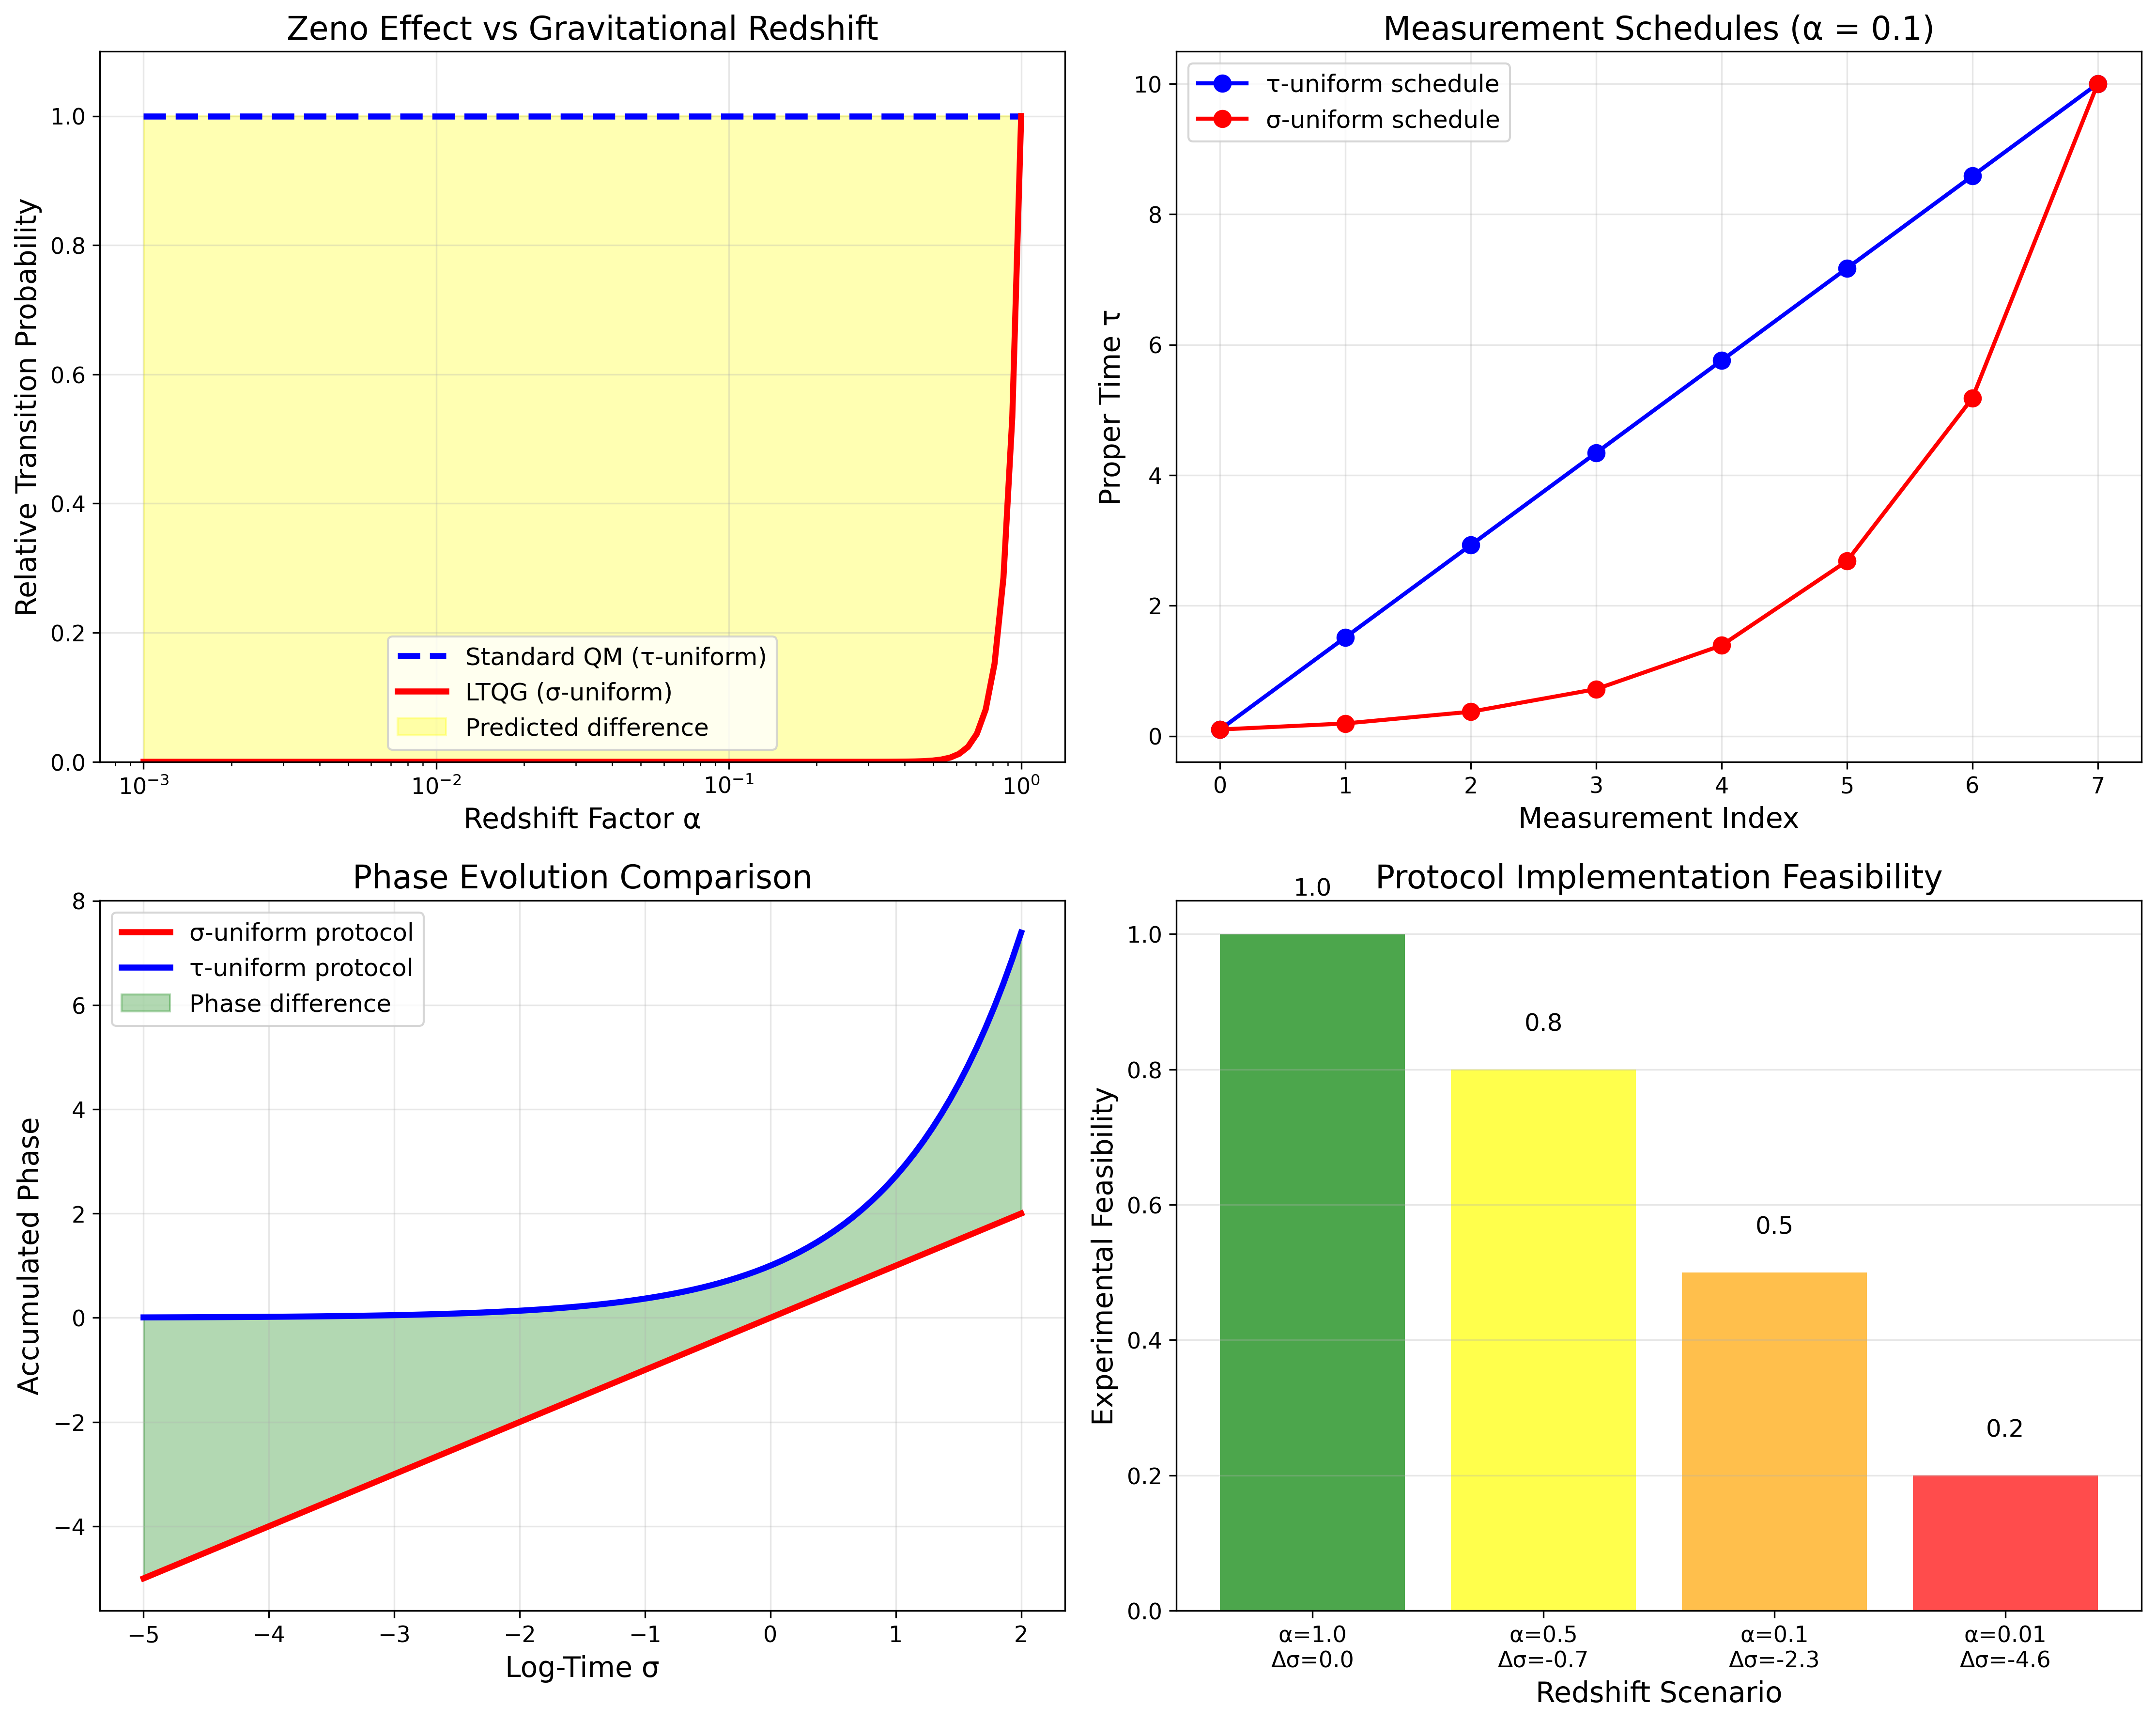 Zeno Effect vs Gravitational Redshift
Relative Transition Probability
1.0
0.8
0.6
0.4
0.2
0.0
Standard QM (τ-uniform)
LTQG (σ-uniform)
Predicted difference
10⁻³ 10⁻² 10⁻¹ 10⁰
Redshift Factor α
Measurement Schedules (α = 0.1)
τ-uniform schedule
σ-uniform schedule
Proper Time τ
10
8
6
4
2
0
0 1 2 3 4 5 6 7
Measurement Index
Phase Evolution Comparison
σ-uniform protocol
τ-uniform protocol
Phase difference
Accumulated Phase
8
6
4
2
0
−2
−4
−5 −4 −3 −2 −1 0 1 2
Log-Time σ
Protocol Implementation Feasibility
1.0
0.8
0.5
0.2
Experimental Feasibility
1.0
0.8
0.6
0.4
0.2
0.0
α=1.0 α=0.5 α=0.1 α=0.01
Δσ=0.0 Δσ=-0.7 Δσ=-2.3 Δσ=-4.6
Redshift Scenario